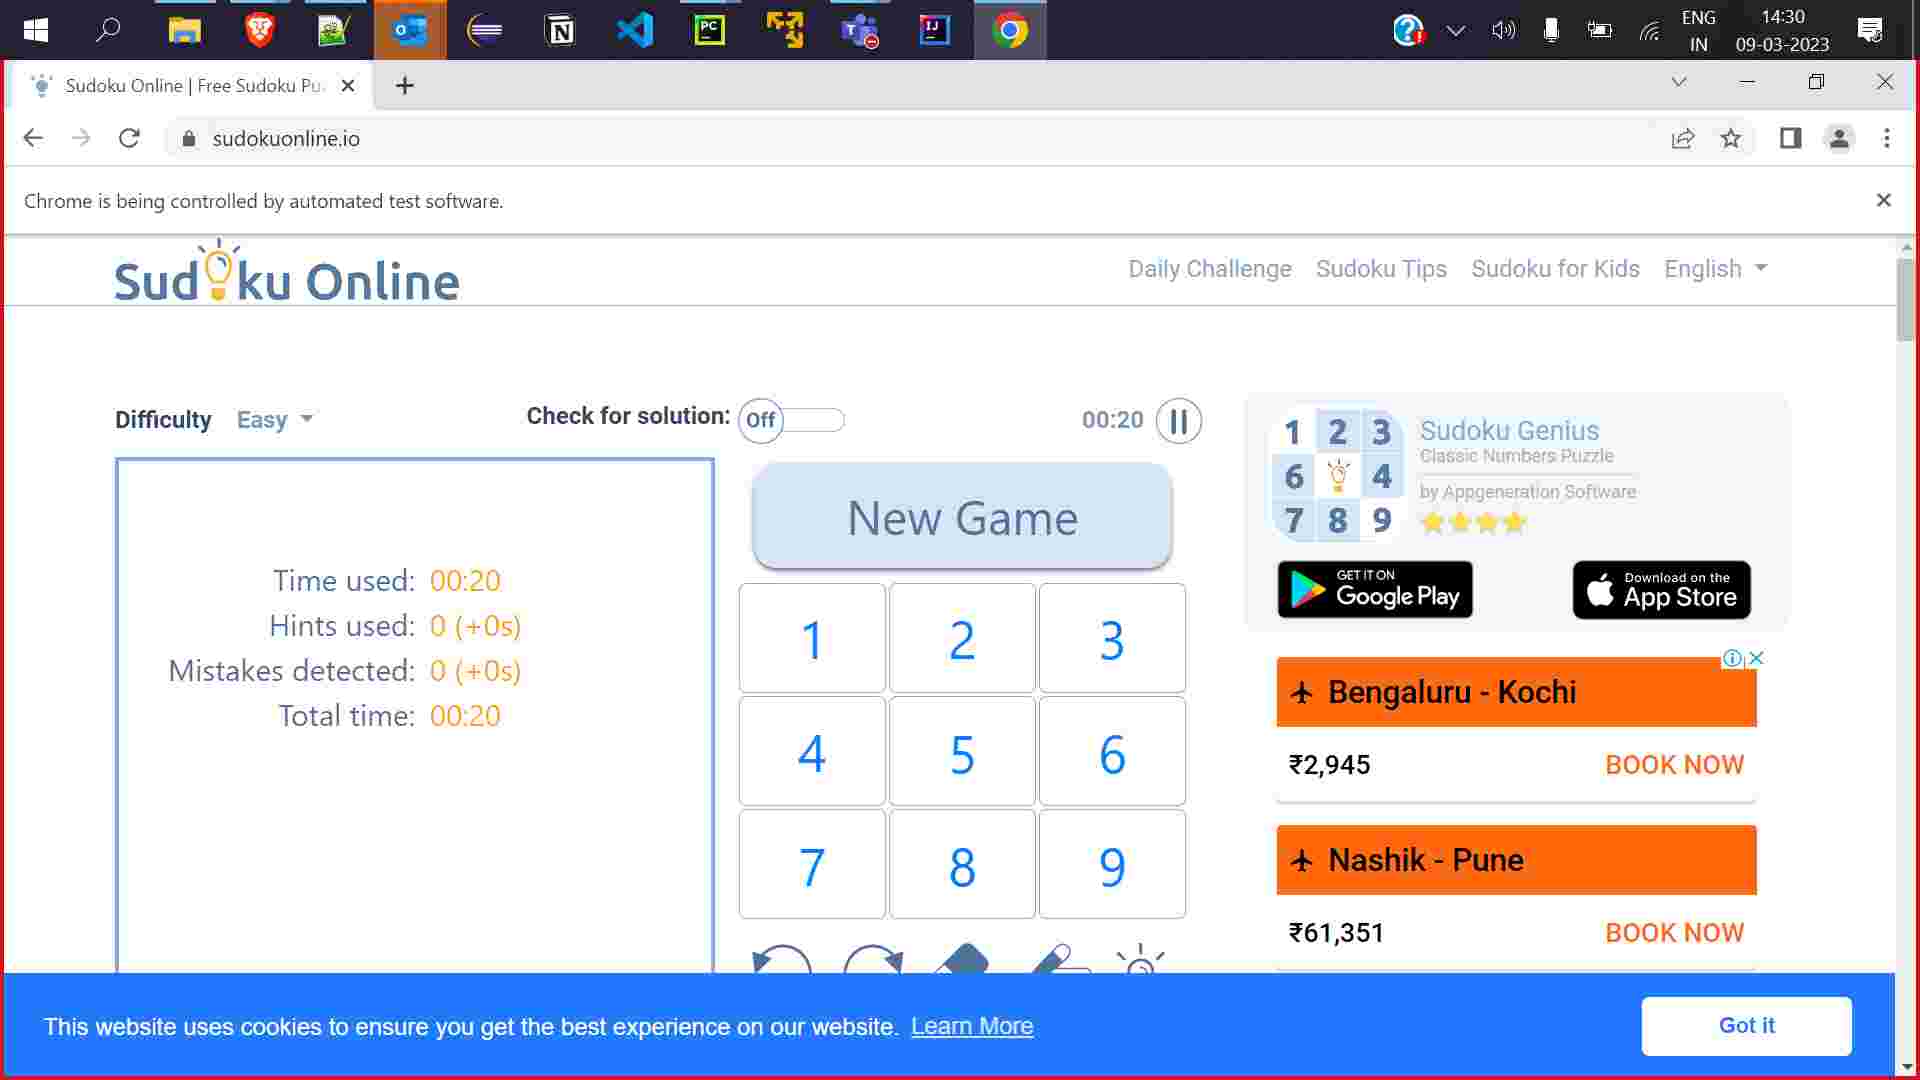 ENG
IN
14:30
09-03-2023
Sudoku Online | Free Sudoku Pu
sudokuonline.io
Chrome is being controlled by automated test software.
Sudoku Online
Daily Challenge Sudoku Tips Sudoku for Kids English
Difficulty Easy
Check for solution: Off
00:20
Time used: 00:20
Hints used: 0 (+0s)
Mistakes detected: 0 (+0s)
Total time: 00:20
New Game
1 2 3
4 5 6
7 8 9
1 2 3
6 4
7 8 9
Sudoku Genius
Classic Numbers Puzzle
by Appgeneration Software
GET IT ON
Google Play
Download on the
App Store
Bengaluru - Kochi
₹2,945 BOOK NOW
Nashik - Pune
₹61,351 BOOK NOW
This website uses cookies to ensure you get the best experience on our website. Learn More
Got it